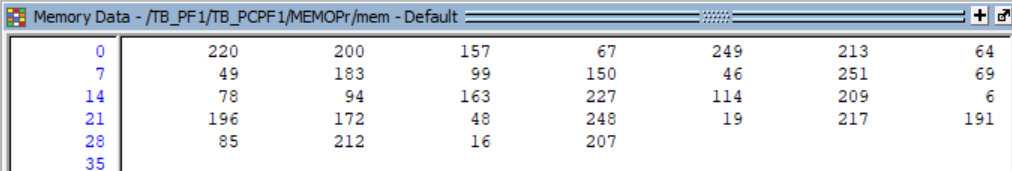 Memory Data - /TB_PF1/TB_PCPF1/MEMOPr/mem - Default
0 220 200 157 67 249 213 64
7 49 183 99 150 46 251 69
14 78 94 163 227 114 209 6
21 196 172 48 248 19 217 191
28 85 212 16 207
35